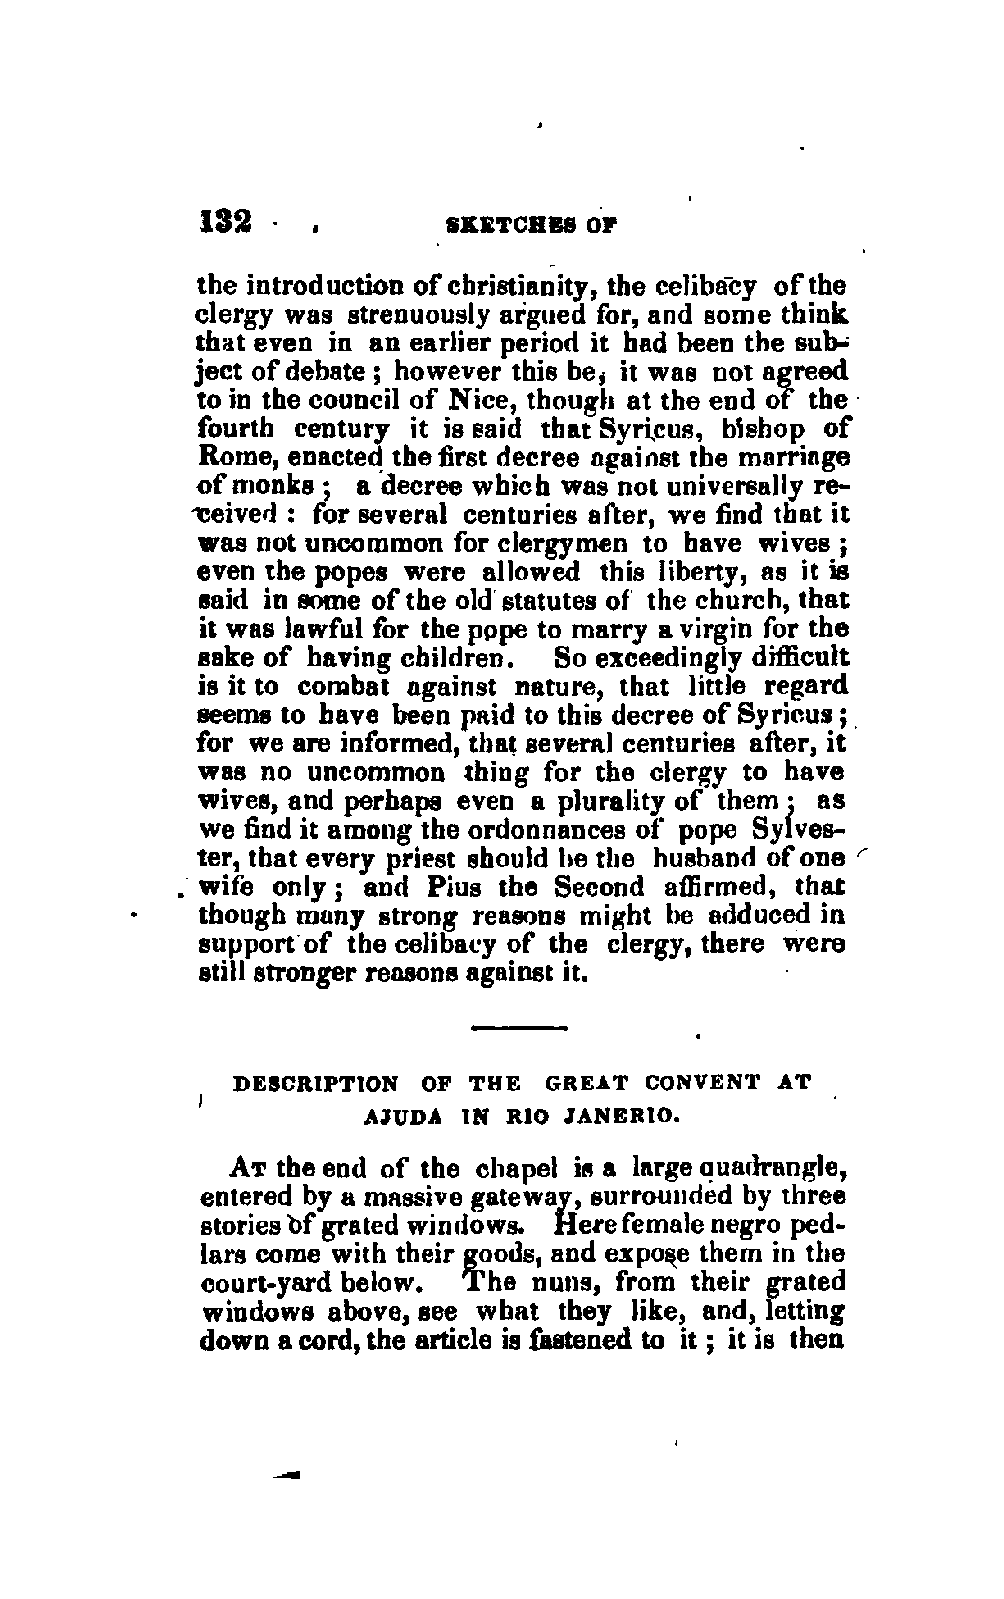 132 SKETCHES OF
the introduction of christianity, the celibacy of the
clergy was strenuously argued for, and some think
that even in an earlier period it had been the sub-
ject of debate ; however this be, it was not agreed
to in the council of Nice, though at the end of the
fourth century it is said that Syricus, bishop of
Rome, enacted the first decree against the marriage
of monks ; a decree which was not universally re-
ceived : for several centuries after, we find that it
was not uncommon for clergymen to have wives ;
even the popes were allowed this liberty, as it is
said in some of the old statutes of the church, that
it was lawful for the pope to marry a virgin for the
sake of having children. So exceedingly difficult
is it to combat against nature, that little regard
seems to have been paid to this decree of Syricus ;
for we are informed, that several centuries after, it
was no uncommon thing for the clergy to have
wives, and perhaps even a plurality of them ; as
we find it among the ordonnances of pope Sylves-
ter, that every priest should be the husband of one
wife only ; and Pius the Second affirmed, that
though many strong reasons might be adduced in
support of the celibacy of the clergy, there were
still stronger reasons against it.
DESCRIPTION OF THE GREAT CONVENT AT
AJUDA IN RIO JANERIO.
AT the end of the chapel is a large quadrangle,
entered by a massive gateway, surrounded by three
stories of grated windows. Here female negro ped-
lars come with their goods, and expose them in the
court-yard below. The nuns, from their grated
windows above, see what they like, and, letting
down a cord, the article is fastened to it ; it is then